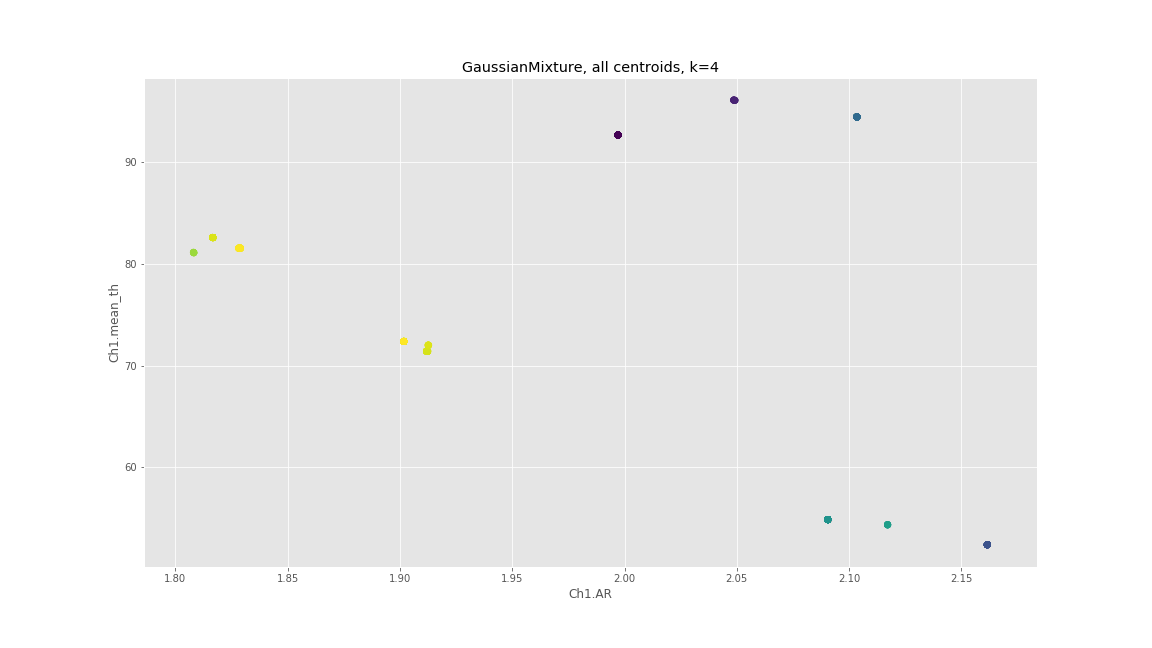 GaussianMixture, all centroids, k=4
90
80
70
60
Ch1.mean_th
1.80 1.85 1.90 1.95 2.00 2.05 2.10 2.15
Ch1.AR